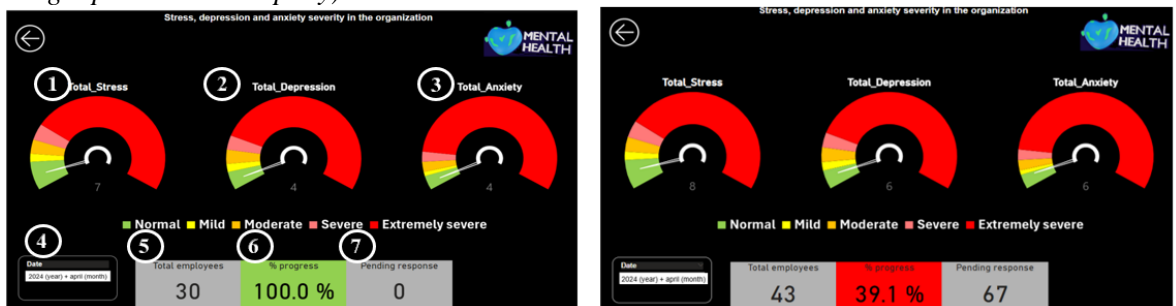 Stress, depression and anxiety severity in the organization
MENTAL
HEALTH
1 2 3
Total_Stress Total_Depression Total_Anxiety
7 4 4
Normal Mild Moderate Severe Extremely severe
4 5 6 7
Date
2024 (year) + april (month)
Total employees % progress Pending response
30 100.0 % 0
Stress, depression and anxiety severity in the organization
MENTAL
HEALTH
Total_Stress Total_Depression Total_Anxiety
8 6 6
Normal Mild Moderate Severe Extremely severe
Date
2024 (year) + april (month)
Total employees % progress Pending response
43 39.1 % 67